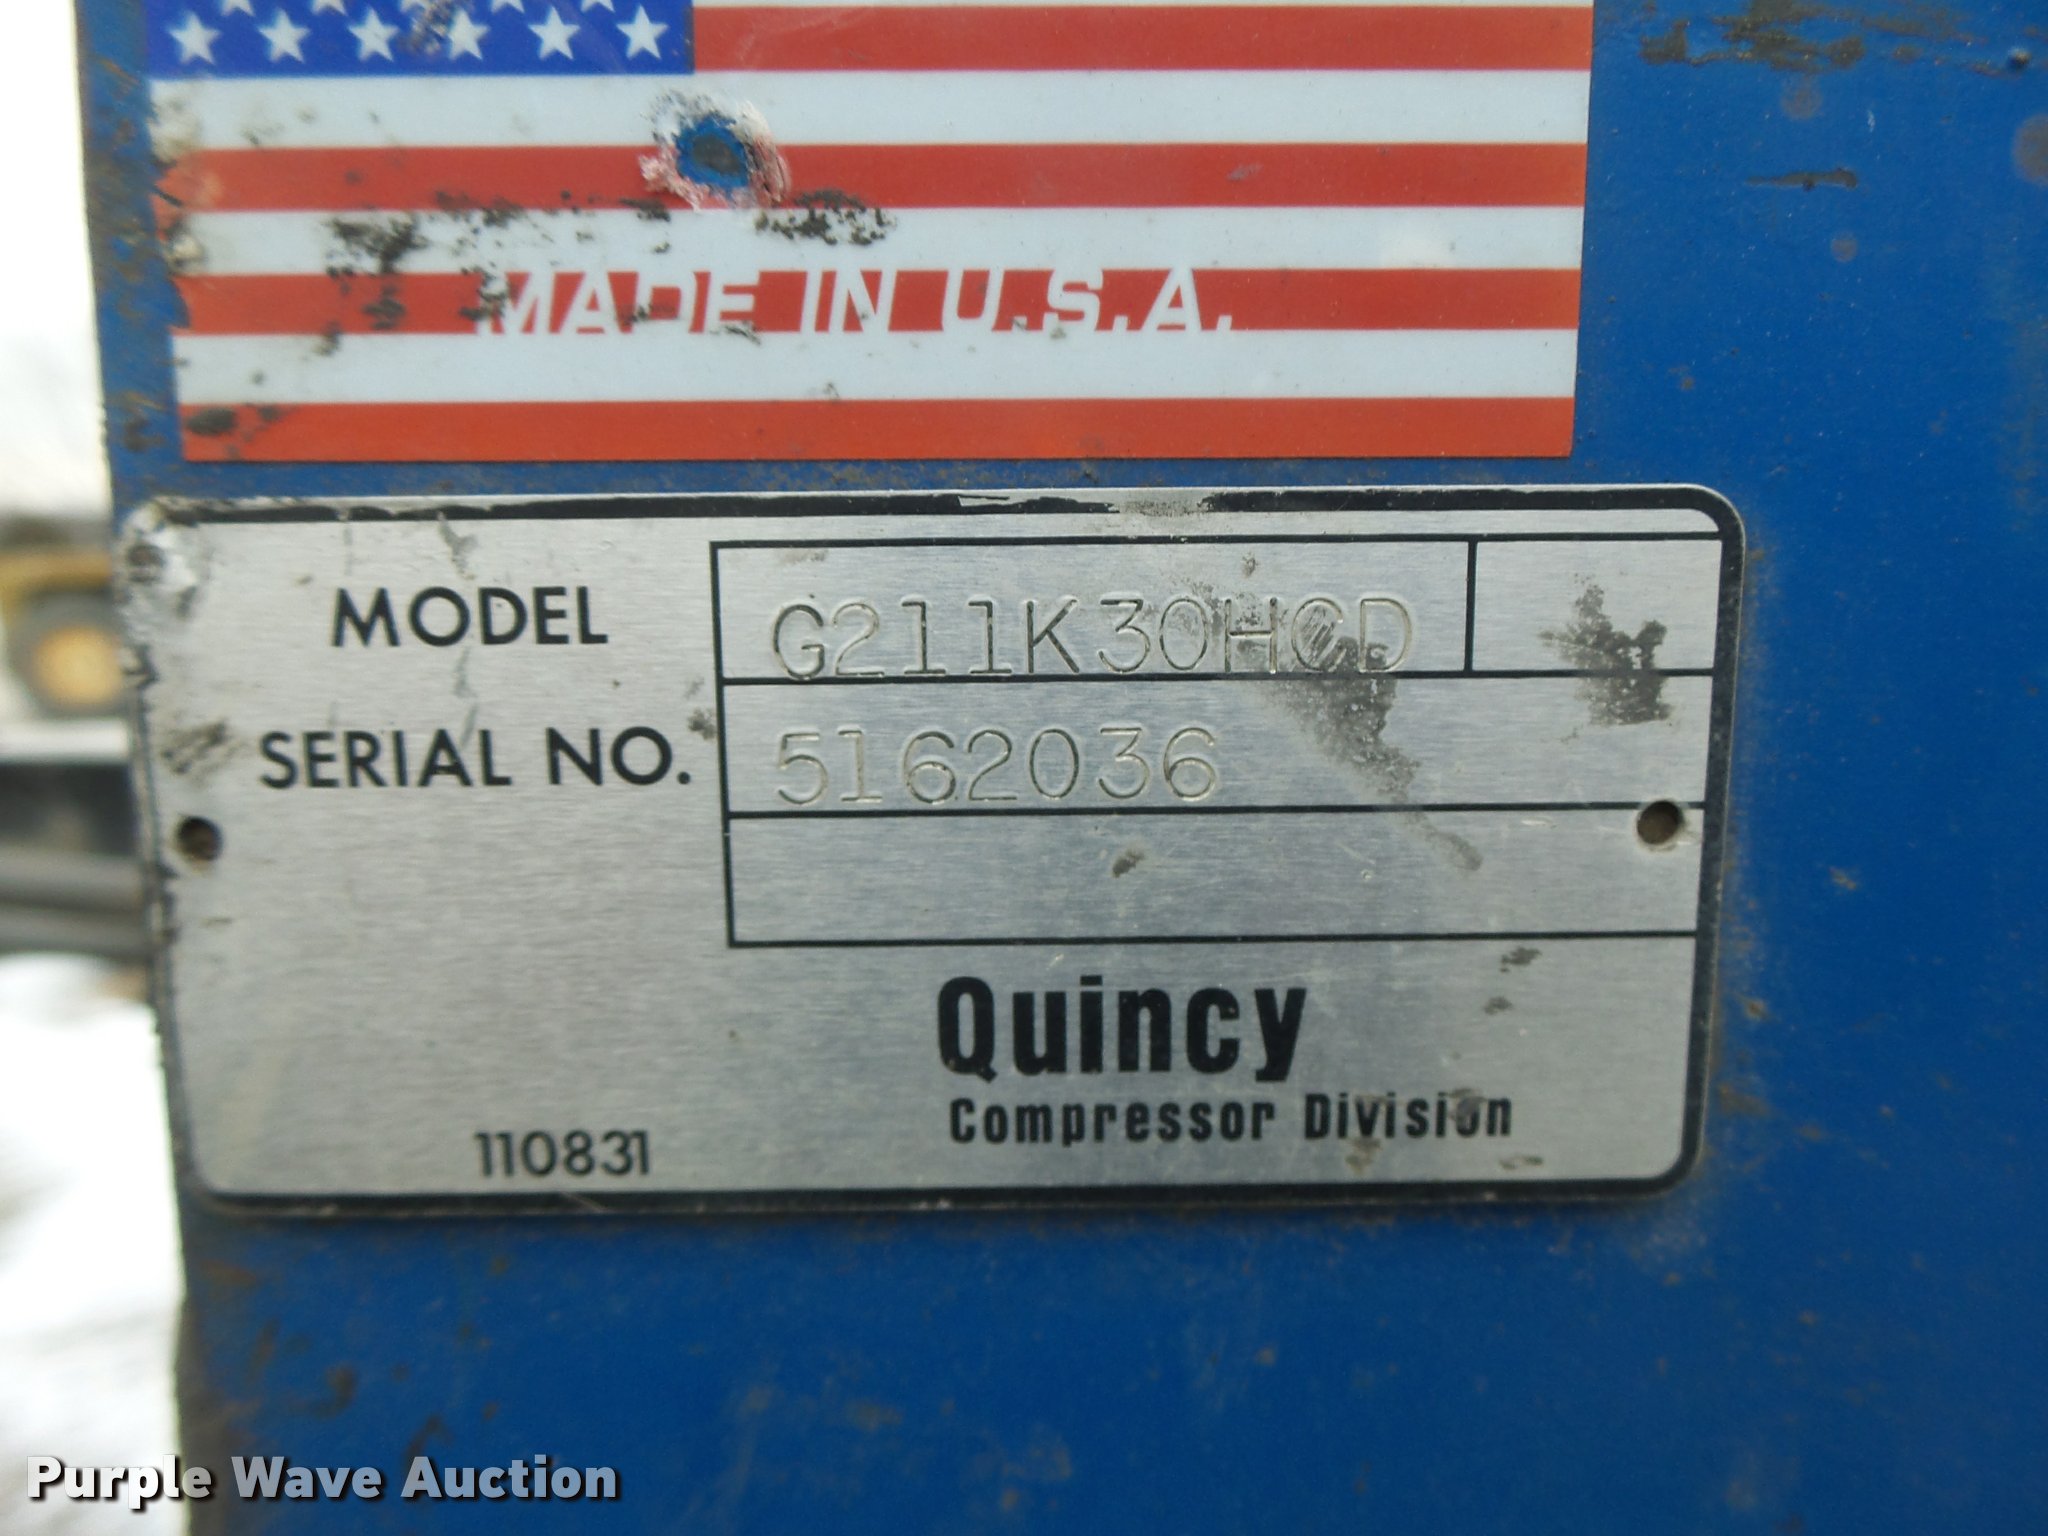 MADE IN U.S.A.
MODEL G211K30HCD
SERIAL NO. 5162036
Quincy
Compressor Division
110831
Purple Wave Auction